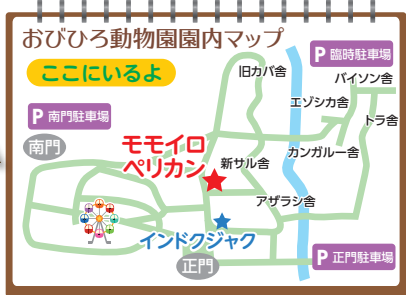 おびひろ動物園園内マップ
ここにいるよ
P 臨時駐車場
旧カバ舎
バイソン舎
エゾシカ舎
P 南門駐車場
トラ舎
南門
モモイロ
ペリカン
新サル舎
カンガルー舎
アザラシ舎
インドクジャク
正門
P 正門駐車場